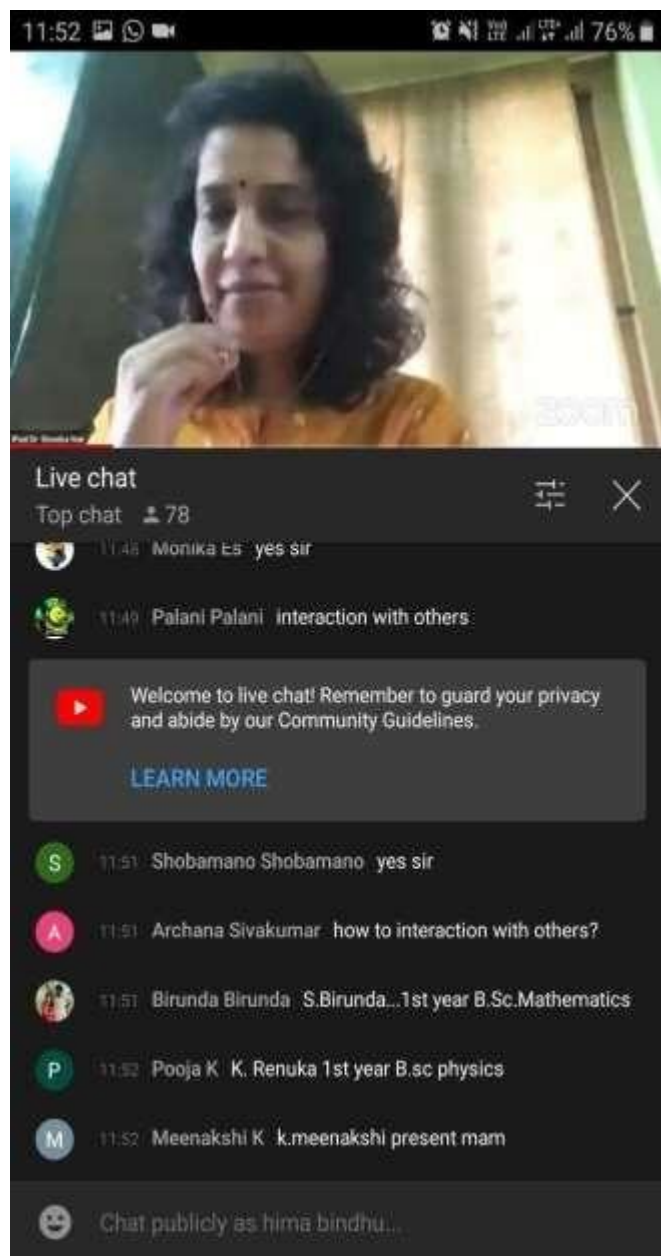 11:52
76%
zoom
Live chat
Top chat 78
11:48 Monika Es yes sir
11:49 Palani Palani interaction with others
Welcome to live chat! Remember to guard your privacy
and abide by our Community Guidelines.
LEARN MORE
S 11:51 Shobamano Shobamano yes sir
A 11:51 Archana Sivakumar how to interaction with others?
11:51 Birunda Birunda S.Birunda...1st year B.Sc.Mathematics
P 11:52 Pooja K K. Renuka 1st year B.sc physics
M 11:52 Meenakshi K k.meenakshi present mam
Chat publicly as hima bindhu...